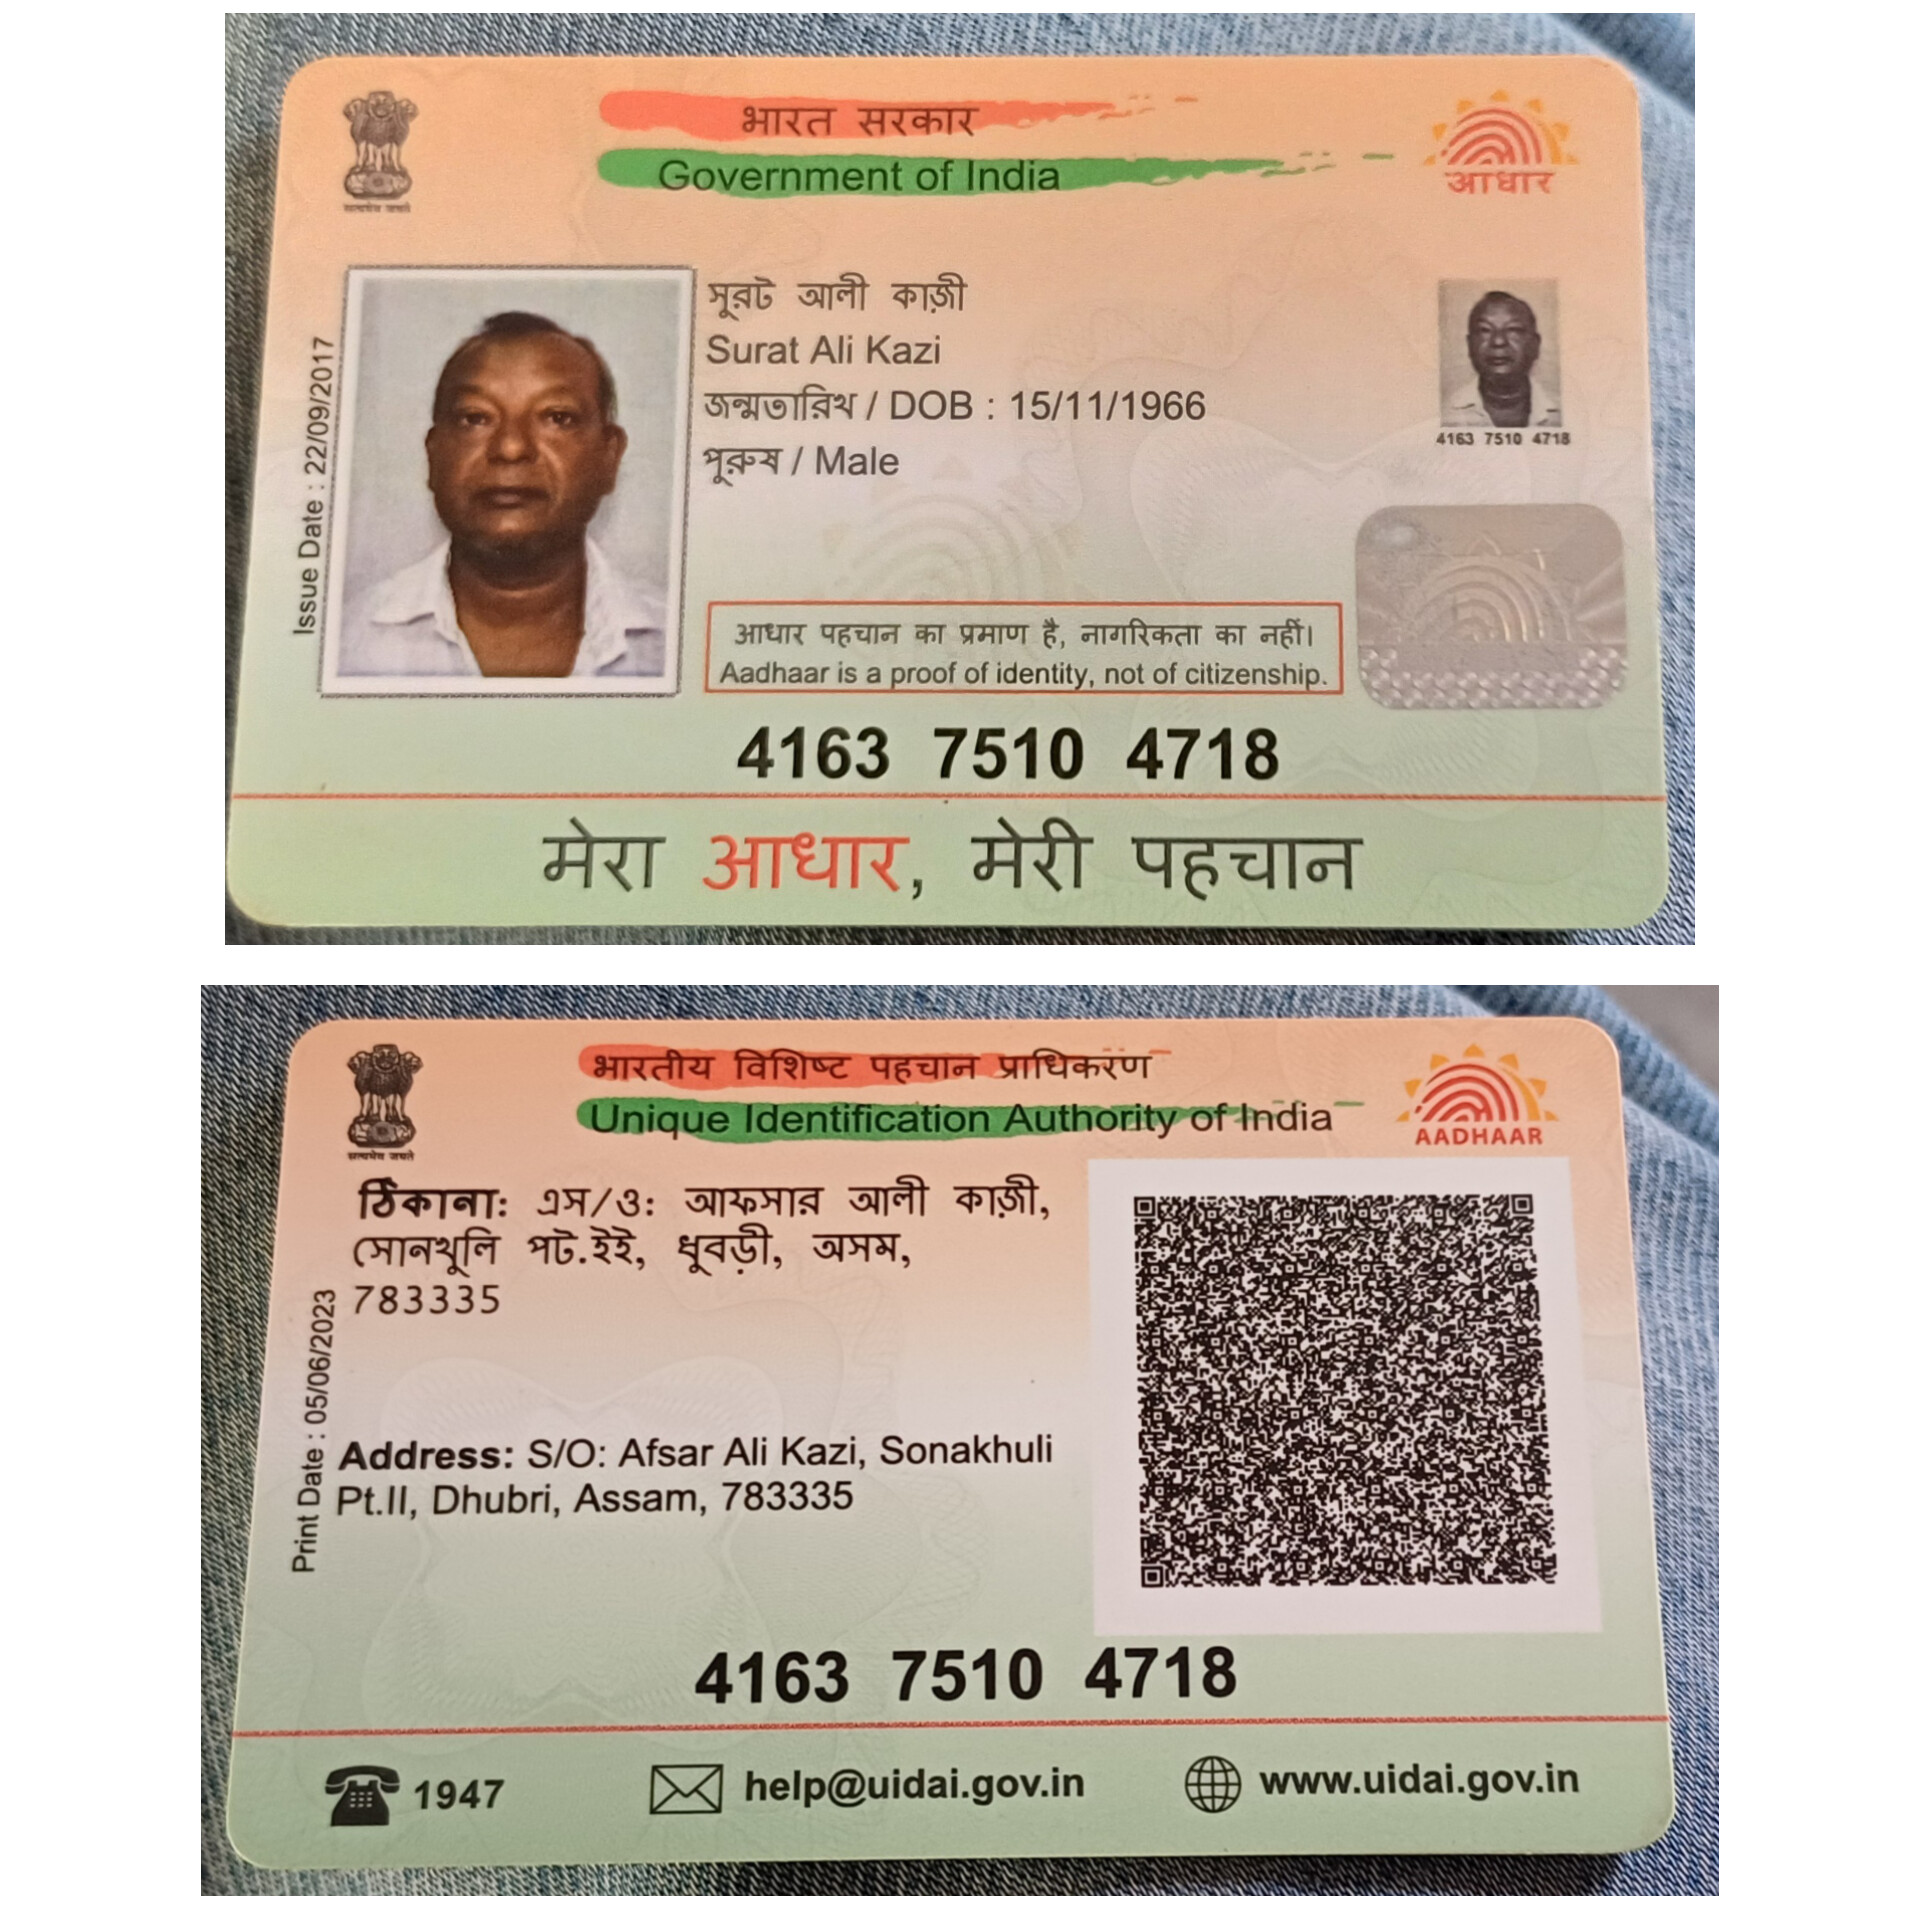 भारत सरकार
Government of India
आधार
सत्यमेव जयते
Issue Date : 22/09/2017
সূরট আলী কাজ়ী
Surat Ali Kazi
জন্মতারিখ / DOB : 15/11/1966
পুরুষ / Male
4163 7510 4718
आधार पहचान का प्रमाण है, नागरिकता का नहीं।
Aadhaar is a proof of identity, not of citizenship.
4163 7510 4718
मेरा आधार, मेरी पहचान
भारतीय विशिष्ट पहचान प्राधिकरण
Unique Identification Authority of India
AADHAAR
सत्यमेव जयते
ঠিকানা: এস/ও: আফসার আলী কাজ়ী,
সোনখুলি পট.ইই, ধূবড়ী, অসম,
783335
Print Date : 05/06/2023
Address: S/O: Afsar Ali Kazi, Sonakhuli
Pt.II, Dhubri, Assam, 783335
4163 7510 4718
1947
help@uidai.gov.in
www.uidai.gov.in